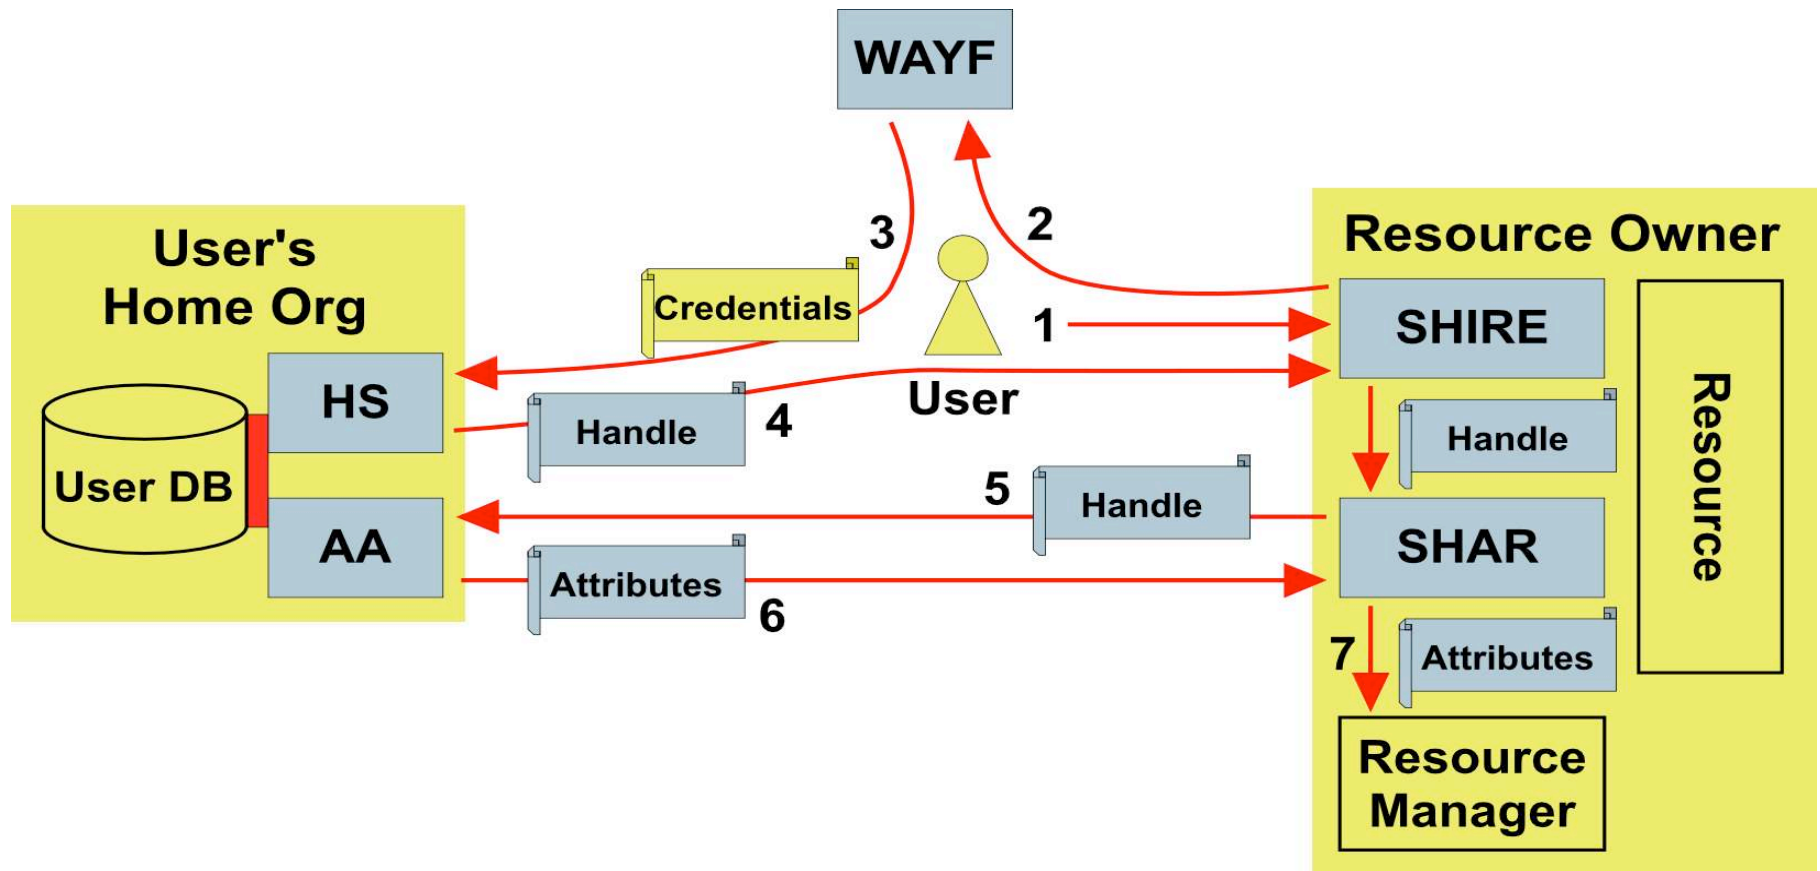 WAYF
3
2
User's
Home Org
Resource Owner
Credentials
1
SHIRE
HS
User
Handle
4
Handle
Resource
User DB
5
Handle
AA
SHAR
Attributes
6
7
Attributes
Resource
Manager